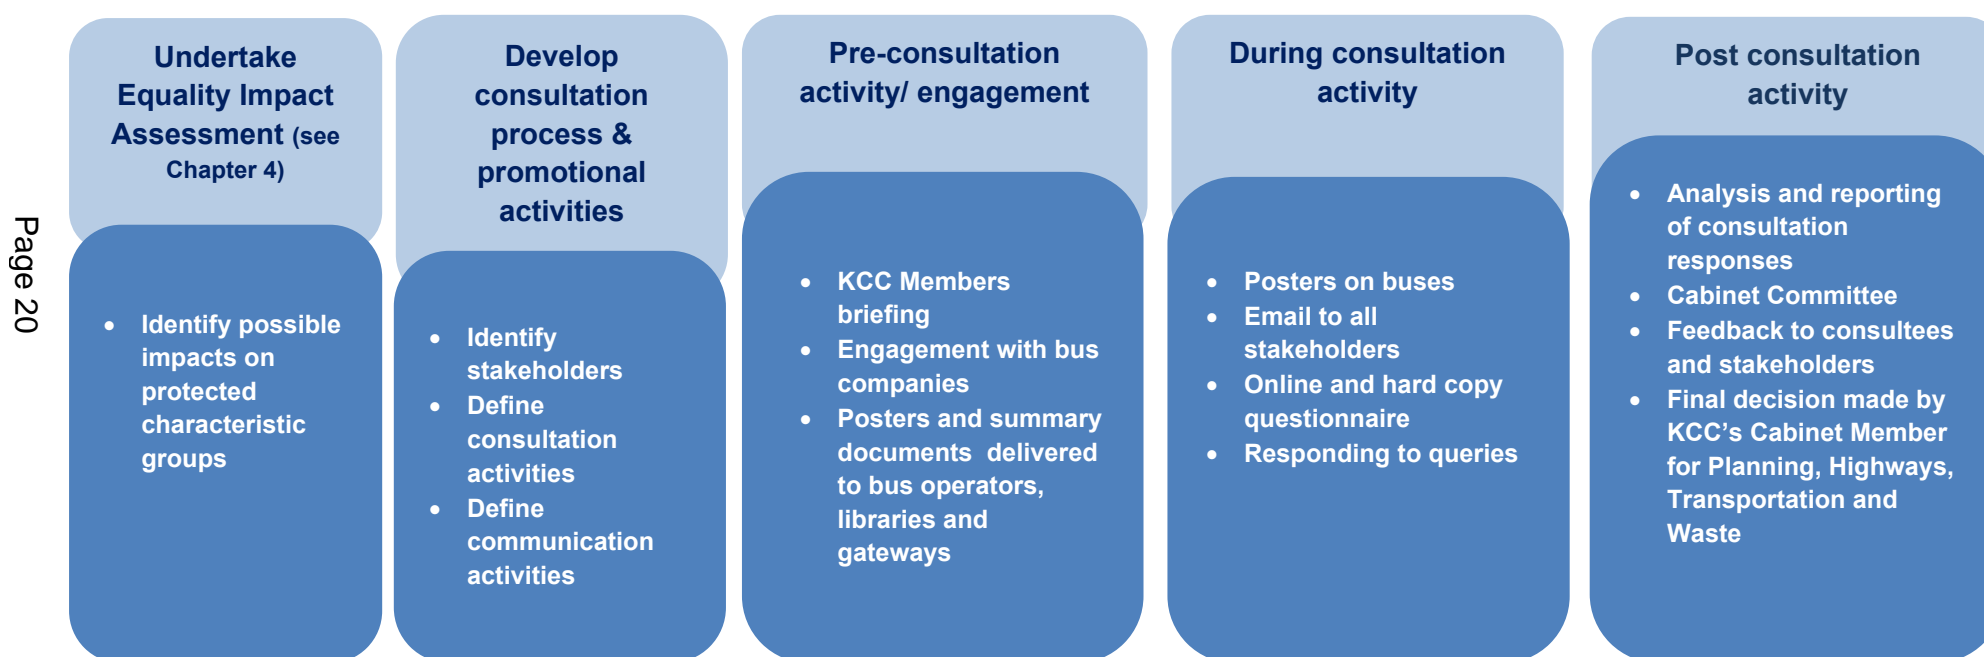 Page 20
Undertake
Equality Impact
Assessment (see
Chapter 4)
• Identify possible
impacts on
protected
characteristic
groups
Develop
consultation
process &
promotional
activities
• Identify
stakeholders
• Define
consultation
activities
• Define
communication
activities
Pre-consultation
activity/ engagement
• KCC Members
briefing
• Engagement with bus
companies
• Posters and summary
documents  delivered
to bus operators,
libraries and
gateways
During consultation
activity
• Posters on buses
• Email to all
stakeholders
• Online and hard copy
questionnaire
• Responding to queries
Post consultation
activity
• Analysis and reporting
of consultation
responses
• Cabinet Committee
• Feedback to consultees
and stakeholders
• Final decision made by
KCC’s Cabinet Member
for Planning, Highways,
Transportation and
Waste